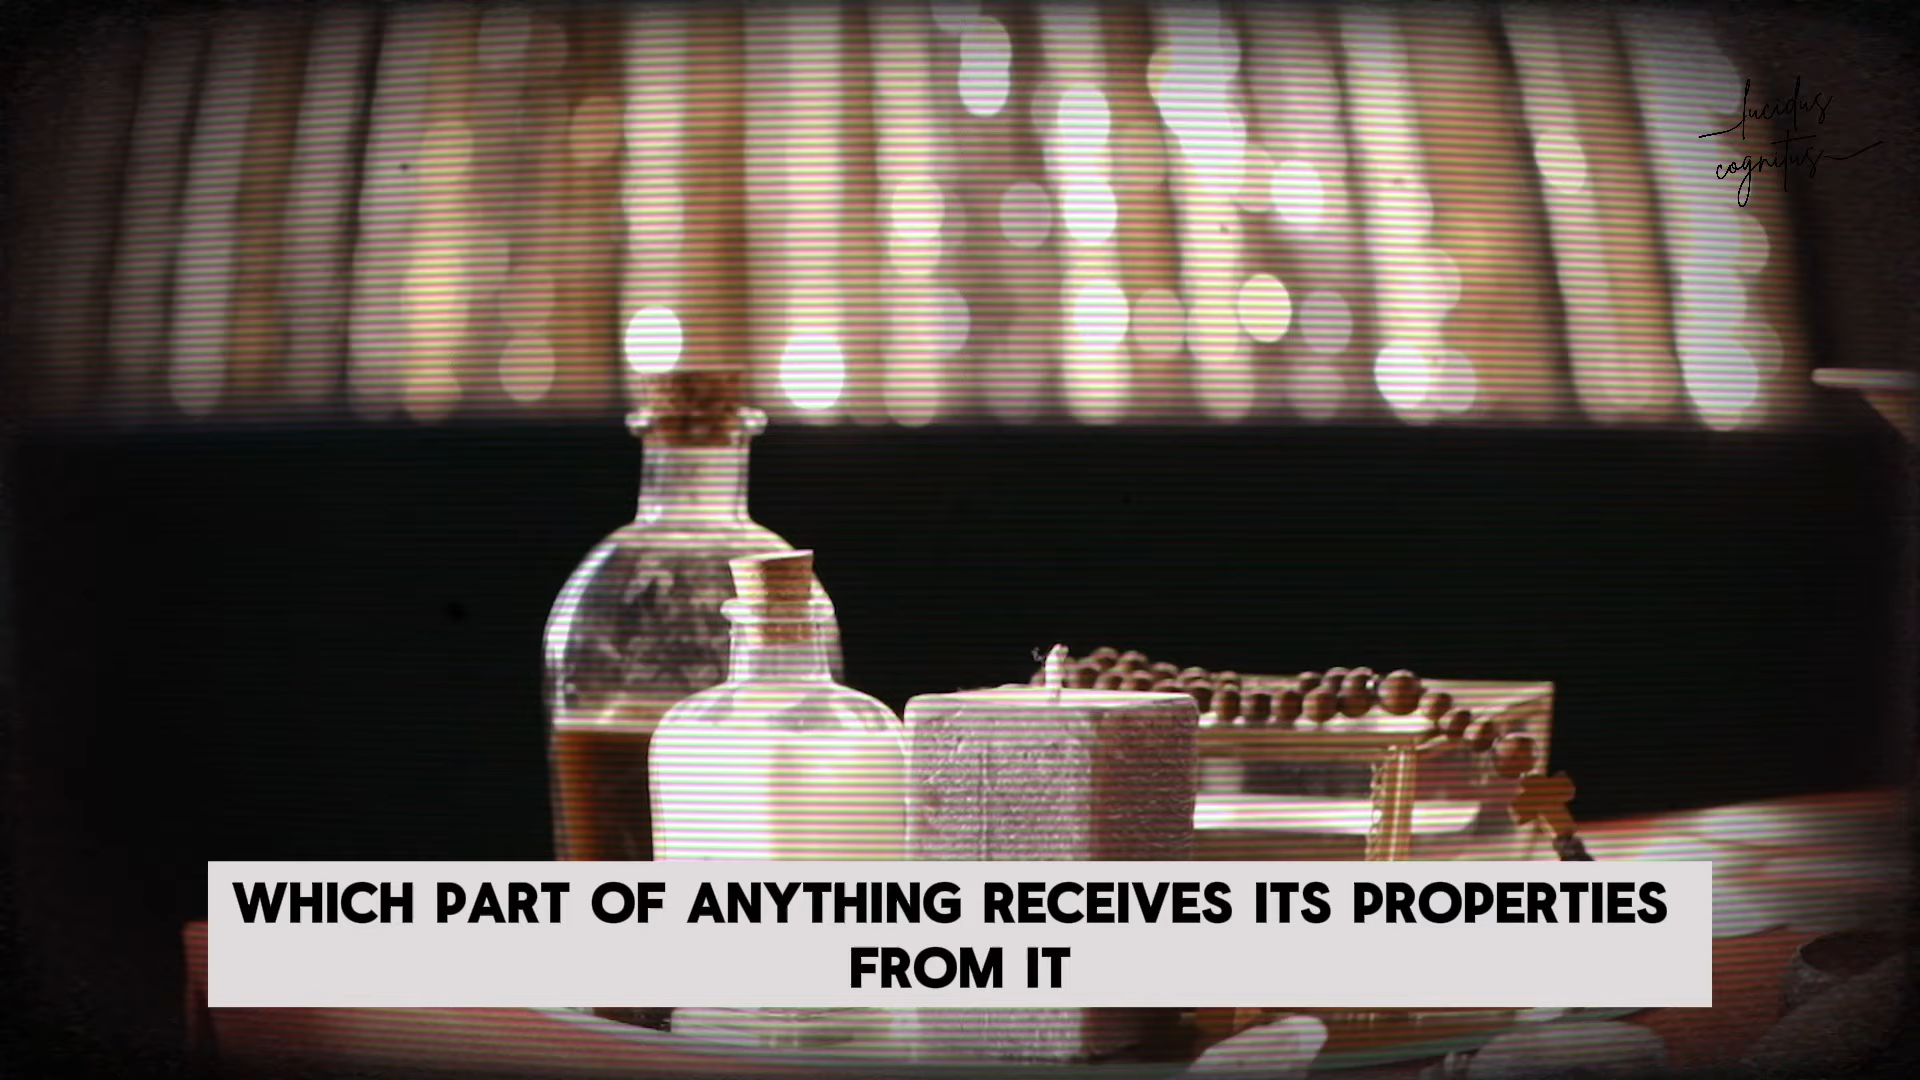 lucidus
cognitus
WHICH PART OF ANYTHING RECEIVES ITS PROPERTIES
FROM IT